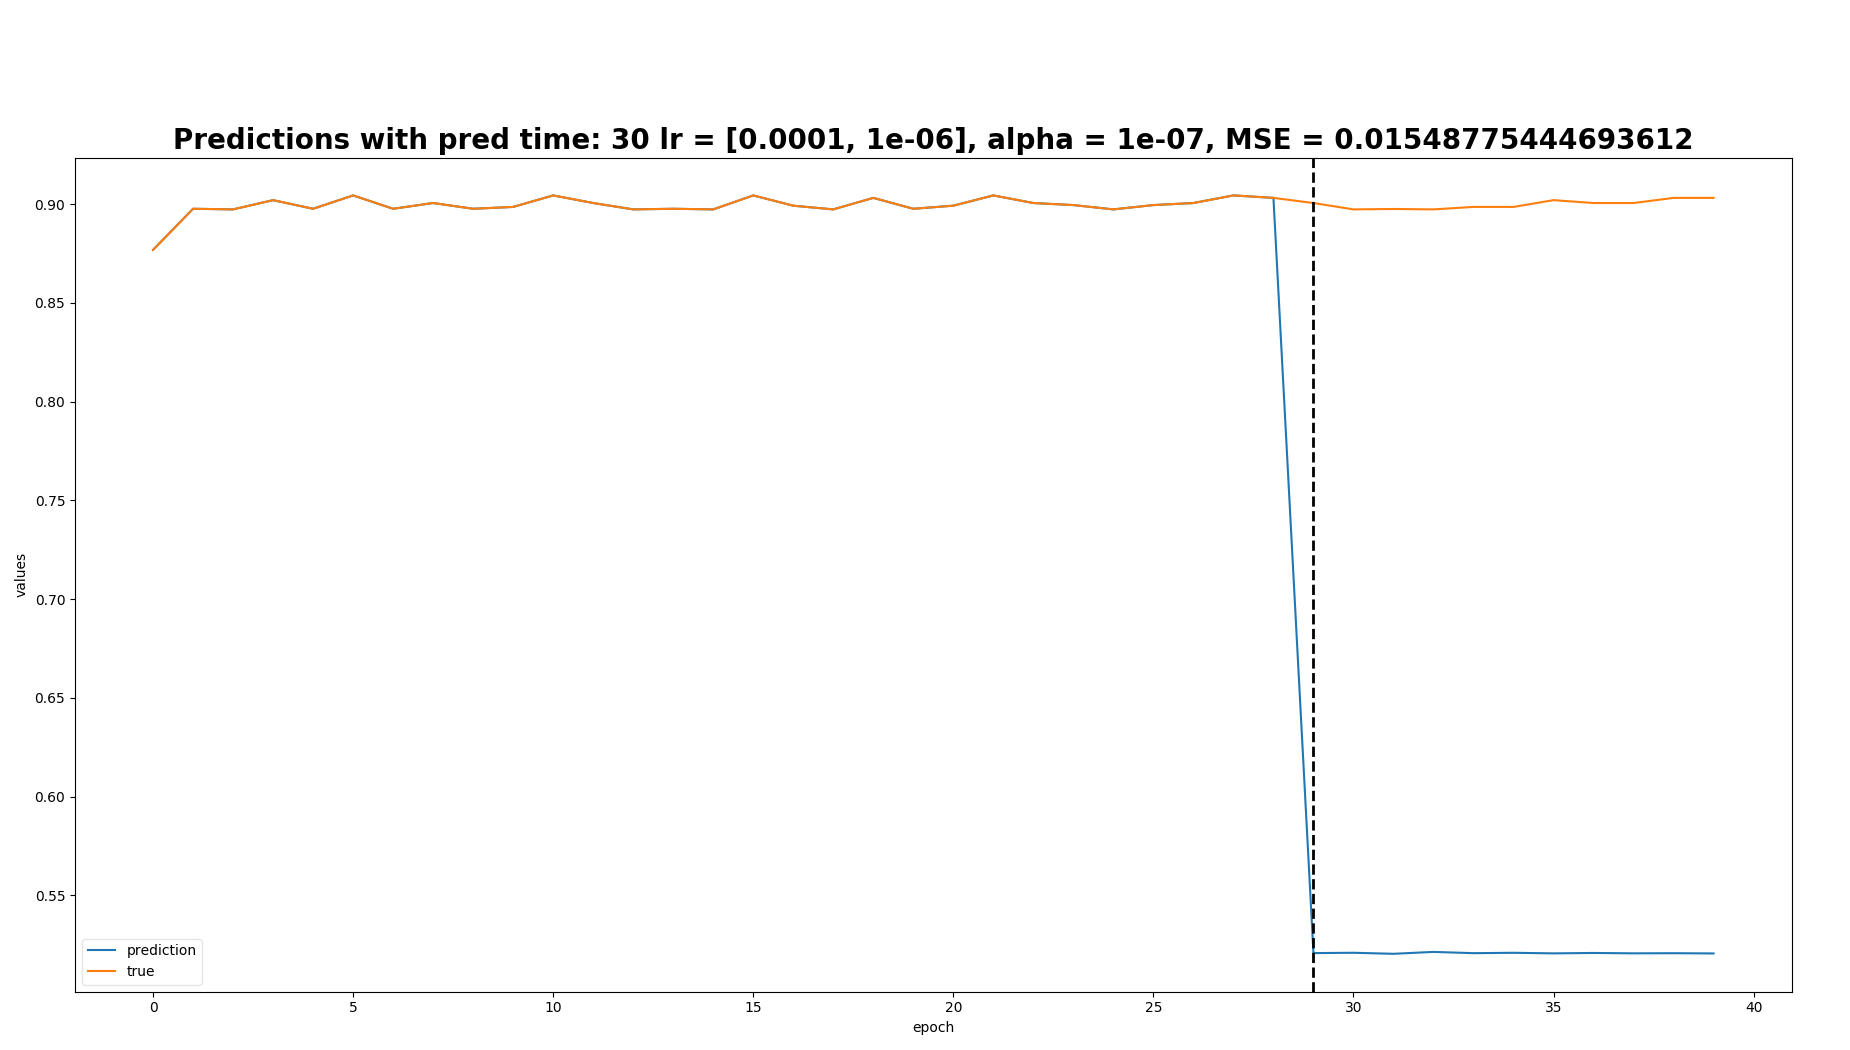 Predictions with pred time: 30 lr = [0.0001, 1e-06], alpha = 1e-07, MSE = 0.01548775444693612
0.90
0.85
0.80
0.75
0.70
0.65
0.60
0.55
values
prediction
true
0 5 10 15 20 25 30 35 40
epoch